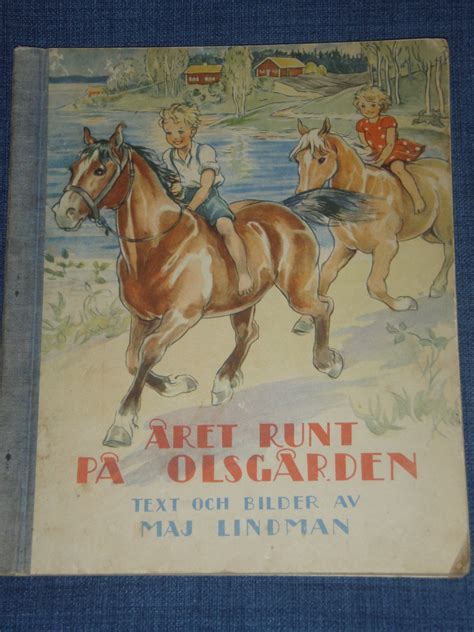 ÅRET RUNT
PÅ OLSGÅRDEN
TEXT OCH BILDER AV
MAJ LINDMAN